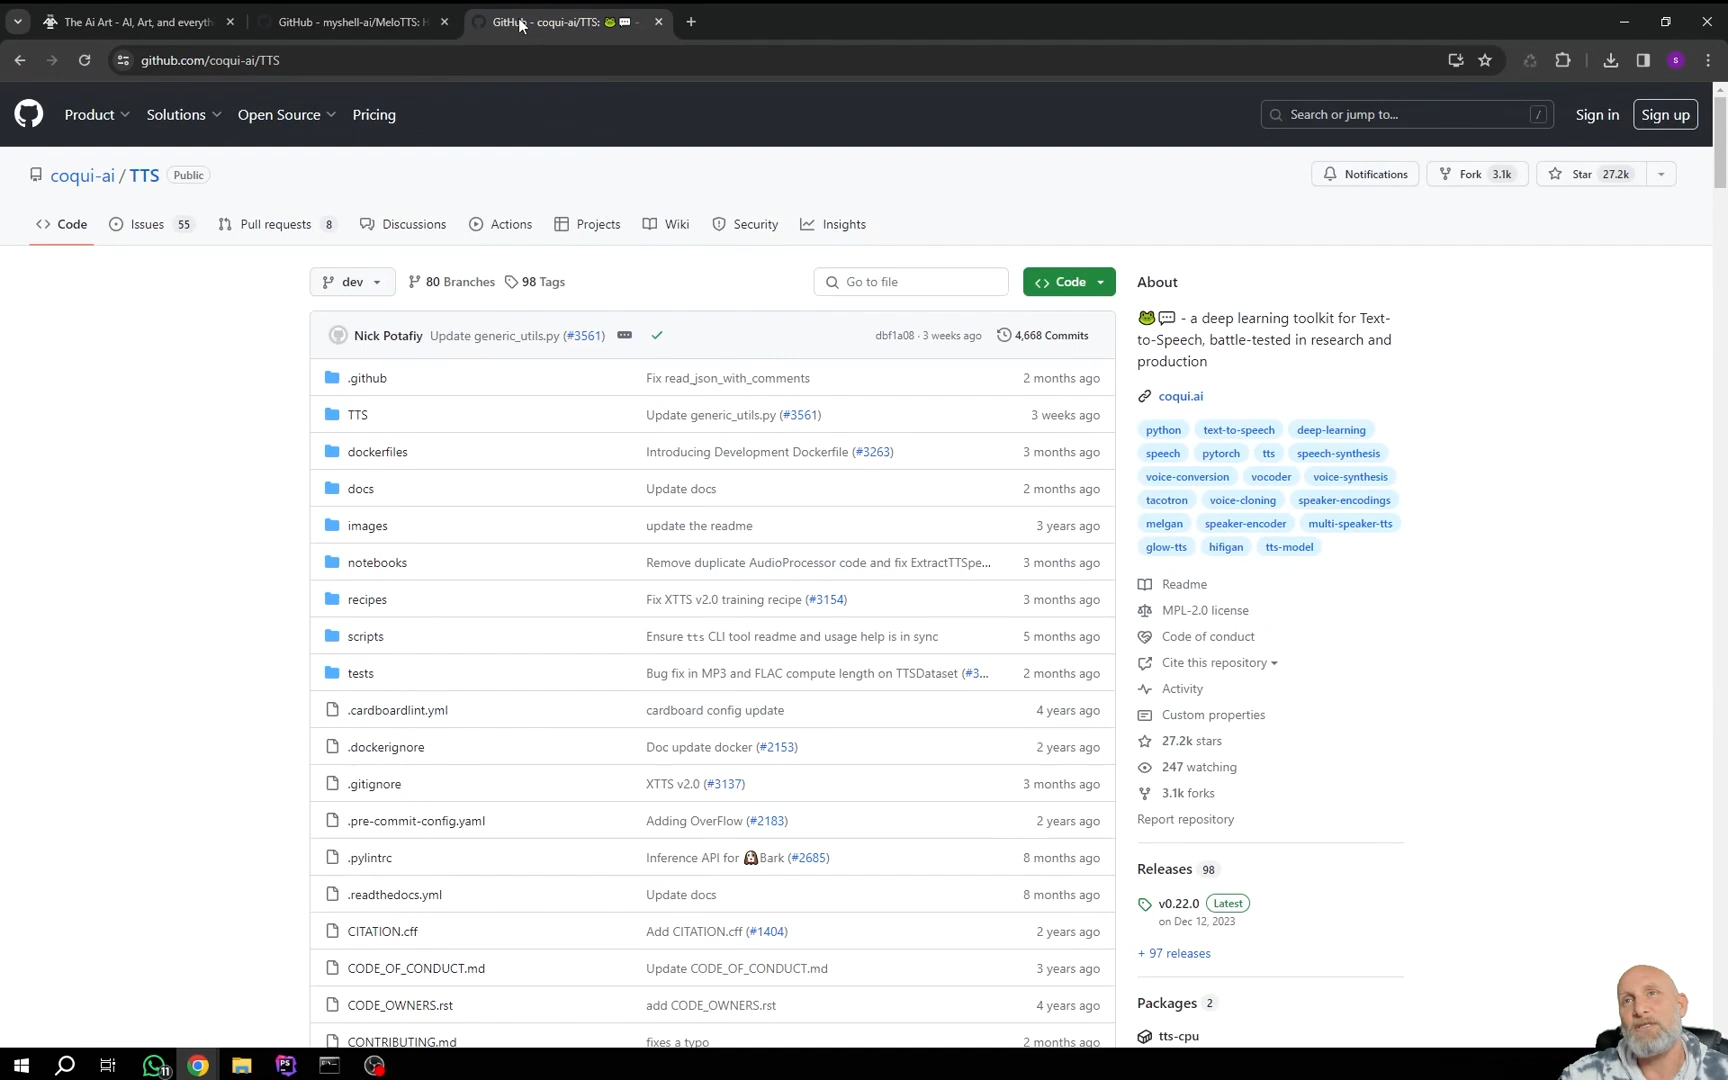 The Ai Art - AI, Art, and everyth
GitHub - myshell-ai/MeloTTS: H
GitHub - coqui-ai/TTS: 🐸💬 -
github.com/coqui-ai/TTS
S
Product
Solutions
Open Source
Pricing
Search or jump to...
/
Sign in
Sign up
coqui-ai / TTS
Public
Notifications
Fork 3.1k
Star 27.2k
Code
Issues 55
Pull requests 8
Discussions
Actions
Projects
Wiki
Security
Insights
dev
80 Branches
98 Tags
Go to file
Code
Nick Potafiy Update generic_utils.py (#3561)
dbf1a08 · 3 weeks ago
4,668 Commits
.github Fix read_json_with_comments 2 months ago
TTS Update generic_utils.py (#3561) 3 weeks ago
dockerfiles Introducing Development Dockerfile (#3263) 3 months ago
docs Update docs 2 months ago
images update the readme 3 years ago
notebooks Remove duplicate AudioProcessor code and fix ExtractTTSpe... 3 months ago
recipes Fix XTTS v2.0 training recipe (#3154) 3 months ago
scripts Ensure tts CLI tool readme and usage help is in sync 5 months ago
tests Bug fix in MP3 and FLAC compute length on TTSDataset (#3... 2 months ago
.cardboardlint.yml cardboard config update 4 years ago
.dockerignore Doc update docker (#2153) 2 years ago
.gitignore XTTS v2.0 (#3137) 3 months ago
.pre-commit-config.yaml Adding OverFlow (#2183) 2 years ago
.pylintrc Inference API for 🐶Bark (#2685) 8 months ago
.readthedocs.yml Update docs 8 months ago
CITATION.cff Add CITATION.cff (#1404) 2 years ago
CODE_OF_CONDUCT.md Update CODE_OF_CONDUCT.md 3 years ago
CODE_OWNERS.rst add CODE_OWNERS.rst 4 years ago
CONTRIBUTING.md fixes a typo 2 months ago
About
🐸💬 - a deep learning toolkit for Text-
to-Speech, battle-tested in research and
production
coqui.ai
python text-to-speech deep-learning
speech pytorch tts speech-synthesis
voice-conversion vocoder voice-synthesis
tacotron voice-cloning speaker-encodings
melgan speaker-encoder multi-speaker-tts
glow-tts hifigan tts-model
Readme
MPL-2.0 license
Code of conduct
Cite this repository
Activity
Custom properties
27.2k stars
247 watching
3.1k forks
Report repository
Releases 98
v0.22.0 Latest
on Dec 12, 2023
+ 97 releases
Packages 2
tts-cpu
11
PS